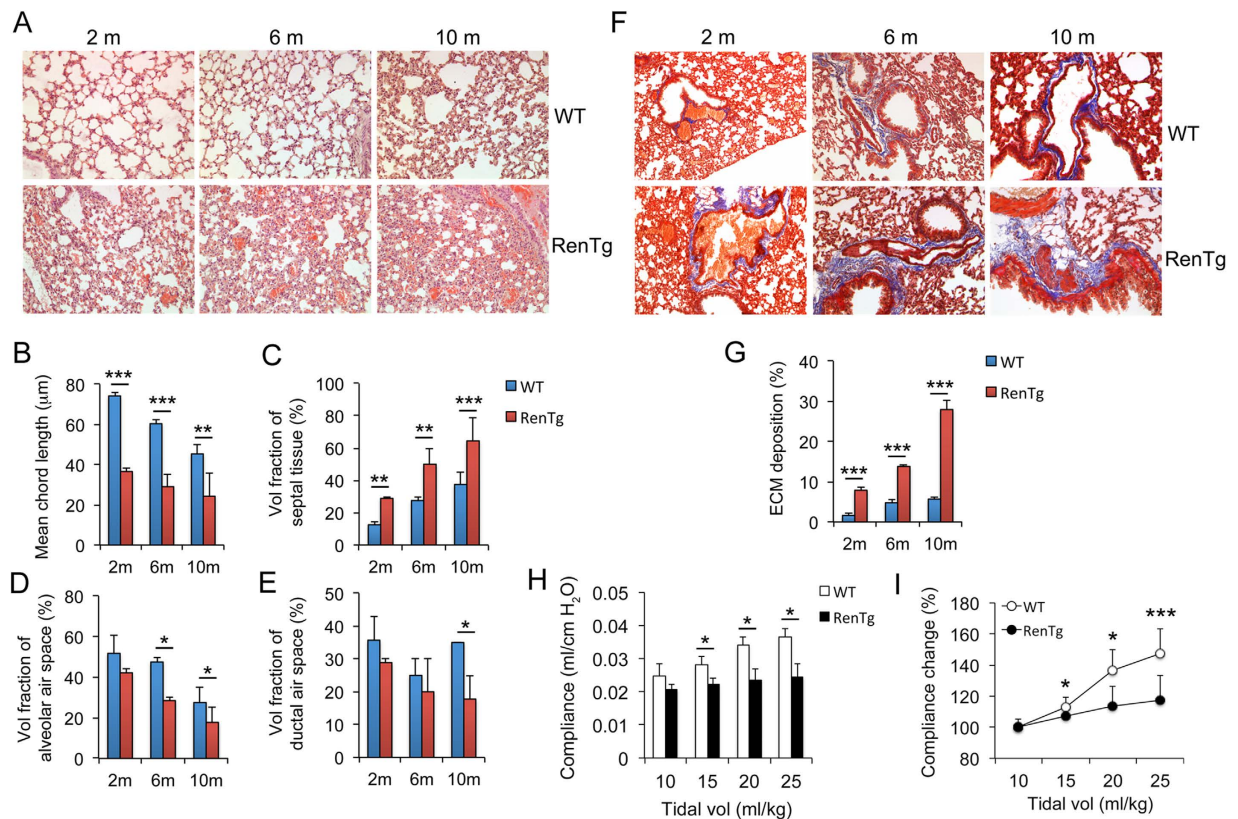 A
2 m
6 m
10 m
WT
RenTg
F
2 m
6 m
10 m
WT
RenTg
B
Mean chord length (μm)
80
60
40
20
0
***
***
**
2m
6m
10m
C
Vol fraction of
septal tissue (%)
100
80
60
40
20
0
**
**
***
2m
6m
10m
WT
RenTg
G
ECM deposition (%)
40
30
20
10
0
***
***
***
2m
6m
10m
WT
RenTg
D
Vol fraction of
alveolar air space (%)
80
60
40
20
0
*
*
2m
6m
10m
E
Vol fraction of
ductal air space (%)
50
40
30
20
10
0
*
2m
6m
10m
H
Compliance (ml/cm H₂O)
0.05
0.04
0.03
0.02
0.01
0
*
*
*
WT
RenTg
10
15
20
25
Tidal vol (ml/kg)
I
Compliance change (%)
180
160
140
120
100
80
WT
RenTg
*
*
***
10
15
20
25
Tidal vol (ml/kg)